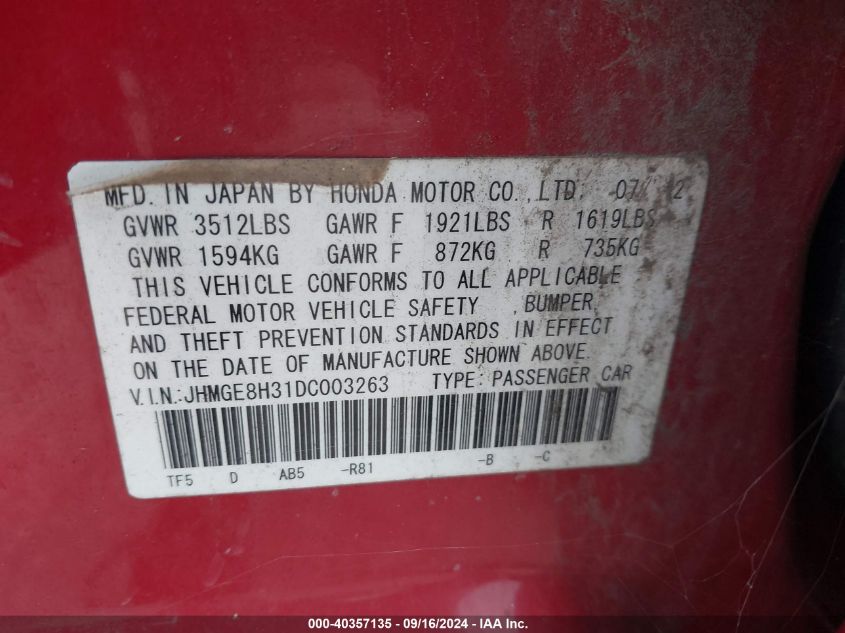 MFD. IN JAPAN BY HONDA MOTOR CO., LTD. 07/ 2
GVWR 3512LBS GAWR F 1921LBS R 1619LBS
GVWR 1594KG GAWR F 872KG R 735KG
THIS VEHICLE CONFORMS TO ALL APPLICABLE
FEDERAL MOTOR VEHICLE SAFETY , BUMPER,
AND THEFT PREVENTION STANDARDS IN EFFECT
ON THE DATE OF MANUFACTURE SHOWN ABOVE.
V.I.N.:JHMGE8H31DC003263 TYPE: PASSENGER CAR
TF5 D AB5 -R81 -B -C
000-40357135 - 09/16/2024 - IAA Inc.